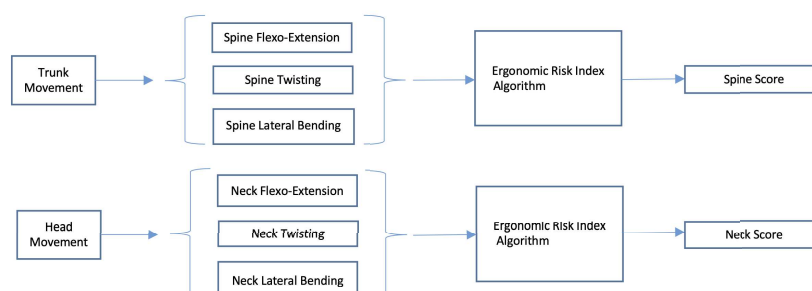 Spine Flexo-Extension
Trunk
Movement
Spine Twisting
Ergonomic Risk Index
Algorithm
Spine Score
Spine Lateral Bending
Neck Flexo-Extension
Head
Movement
Neck Twisting
Ergonomic Risk Index
Algorithm
Neck Score
Neck Lateral Bending